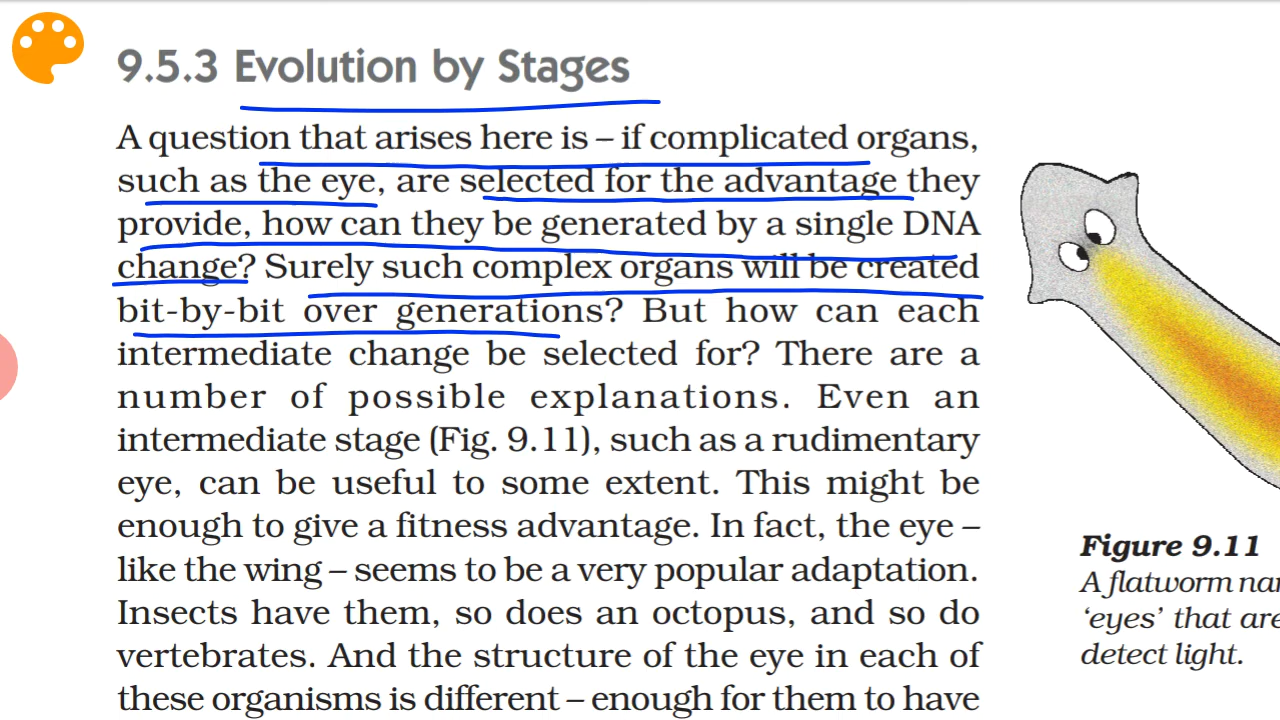 9.5.3 Evolution by Stages
A question that arises here is – if complicated organs,
such as the eye, are selected for the advantage they
provide, how can they be generated by a single DNA
change? Surely such complex organs will be created
bit-by-bit over generations? But how can each
intermediate change be selected for? There are a
number of possible explanations. Even an
intermediate stage (Fig. 9.11), such as a rudimentary
eye, can be useful to some extent. This might be
enough to give a fitness advantage. In fact, the eye –
like the wing – seems to be a very popular adaptation.
Insects have them, so does an octopus, and so do
vertebrates. And the structure of the eye in each of
these organisms is different – enough for them to have
Figure 9.11
A flatworm
'eyes' that are
detect light.